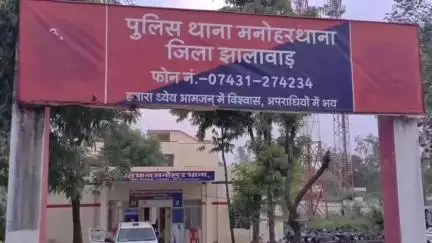 पुलिस थाना मनोहरथाना
जिला झालावाड़
फोन नं.-07431-274234
हमारा ध्येय आमजन में विश्वास, अपराधियो में भय